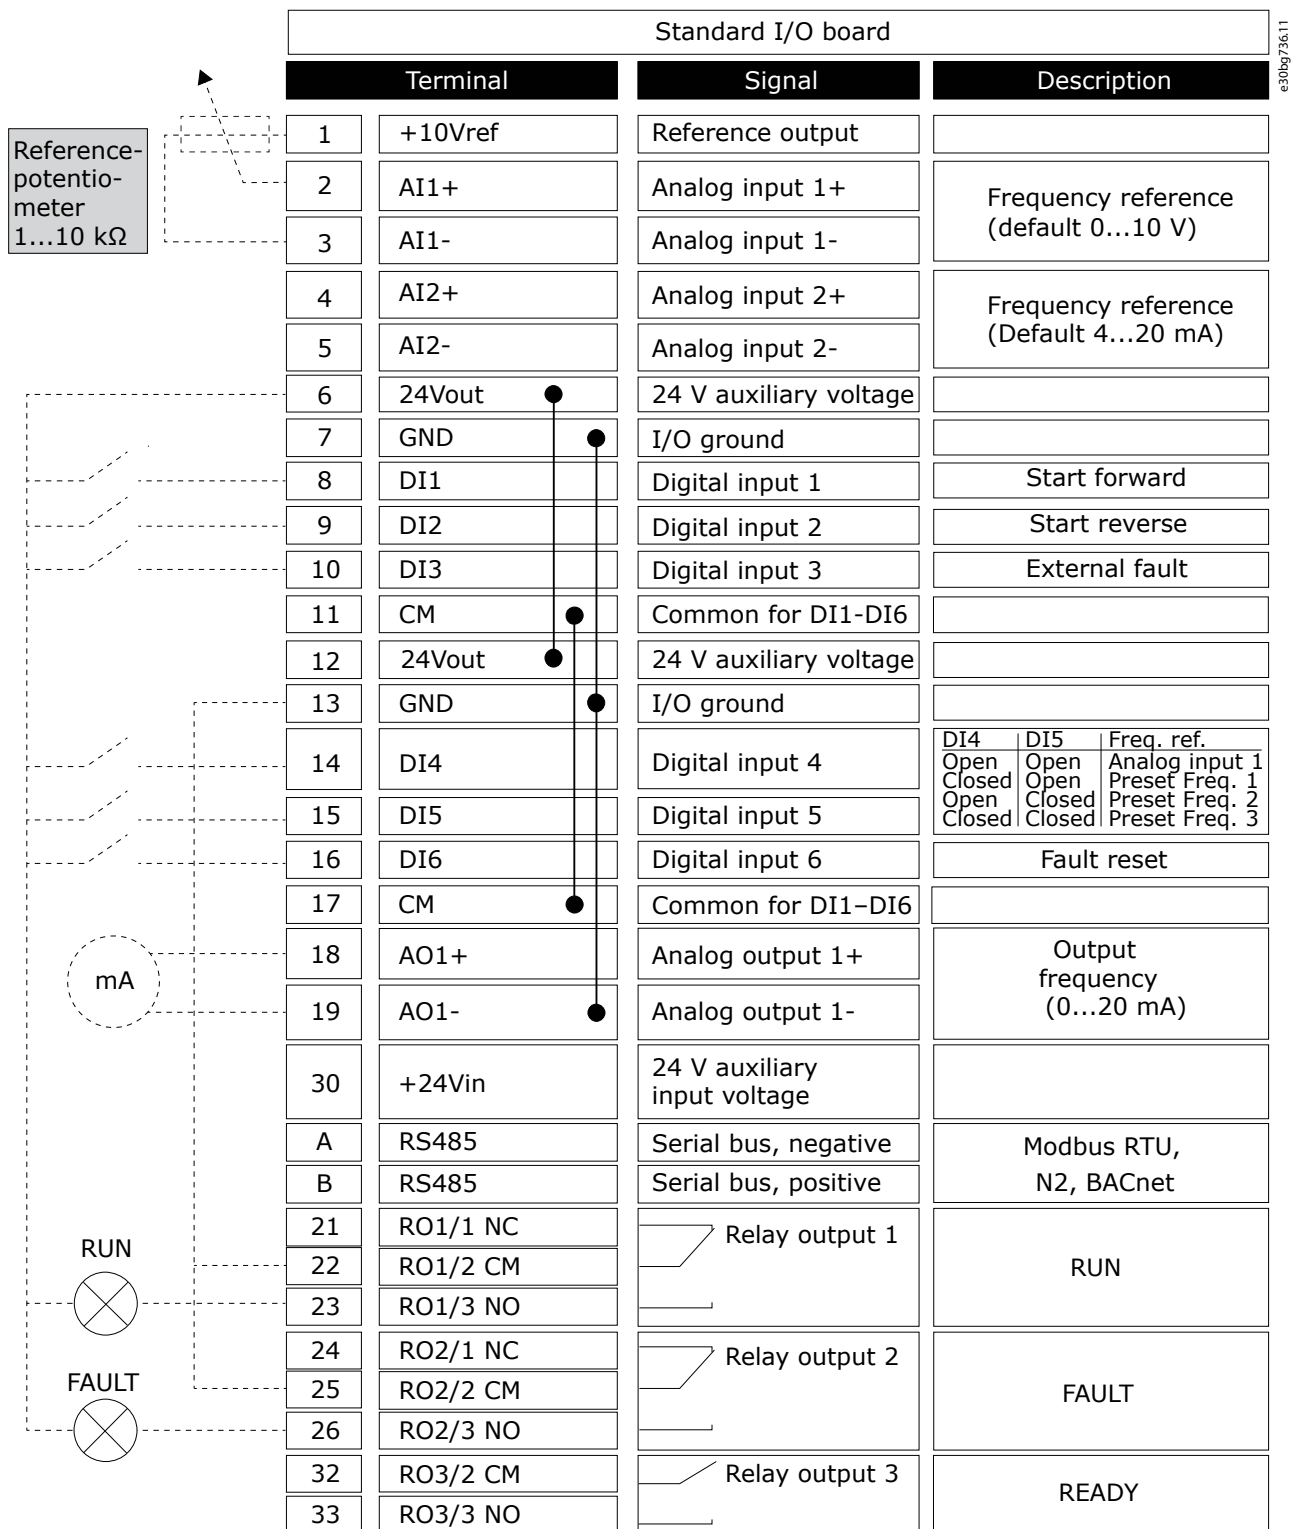 Standard I/O board
e30bg736.11
Terminal Signal Description
Reference-
potentio-
meter
1...10 kΩ
1 +10Vref Reference output
2 AI1+ Analog input 1+
3 AI1- Analog input 1-
Frequency reference
(default 0...10 V)
4 AI2+ Analog input 2+
5 AI2- Analog input 2-
Frequency reference
(Default 4...20 mA)
6 24Vout 24 V auxiliary voltage
7 GND I/O ground
8 DI1 Digital input 1 Start forward
9 DI2 Digital input 2 Start reverse
10 DI3 Digital input 3 External fault
11 CM Common for DI1-DI6
12 24Vout 24 V auxiliary voltage
13 GND I/O ground
14 DI4 Digital input 4
15 DI5 Digital input 5
DI4 DI5 Freq. ref.
Open Open Analog input 1
Closed Open Preset Freq. 1
Open Closed Preset Freq. 2
Closed Closed Preset Freq. 3
16 DI6 Digital input 6 Fault reset
17 CM Common for DI1–DI6
mA
18 AO1+ Analog output 1+
19 AO1- Analog output 1-
Output
frequency
(0...20 mA)
30 +24Vin 24 V auxiliary
input voltage
A RS485 Serial bus, negative
B RS485 Serial bus, positive
Modbus RTU,
N2, BACnet
RUN
21 RO1/1 NC Relay output 1
22 RO1/2 CM RUN
23 RO1/3 NO
FAULT
24 RO2/1 NC Relay output 2
25 RO2/2 CM FAULT
26 RO2/3 NO
32 RO3/2 CM Relay output 3
33 RO3/3 NO
READY